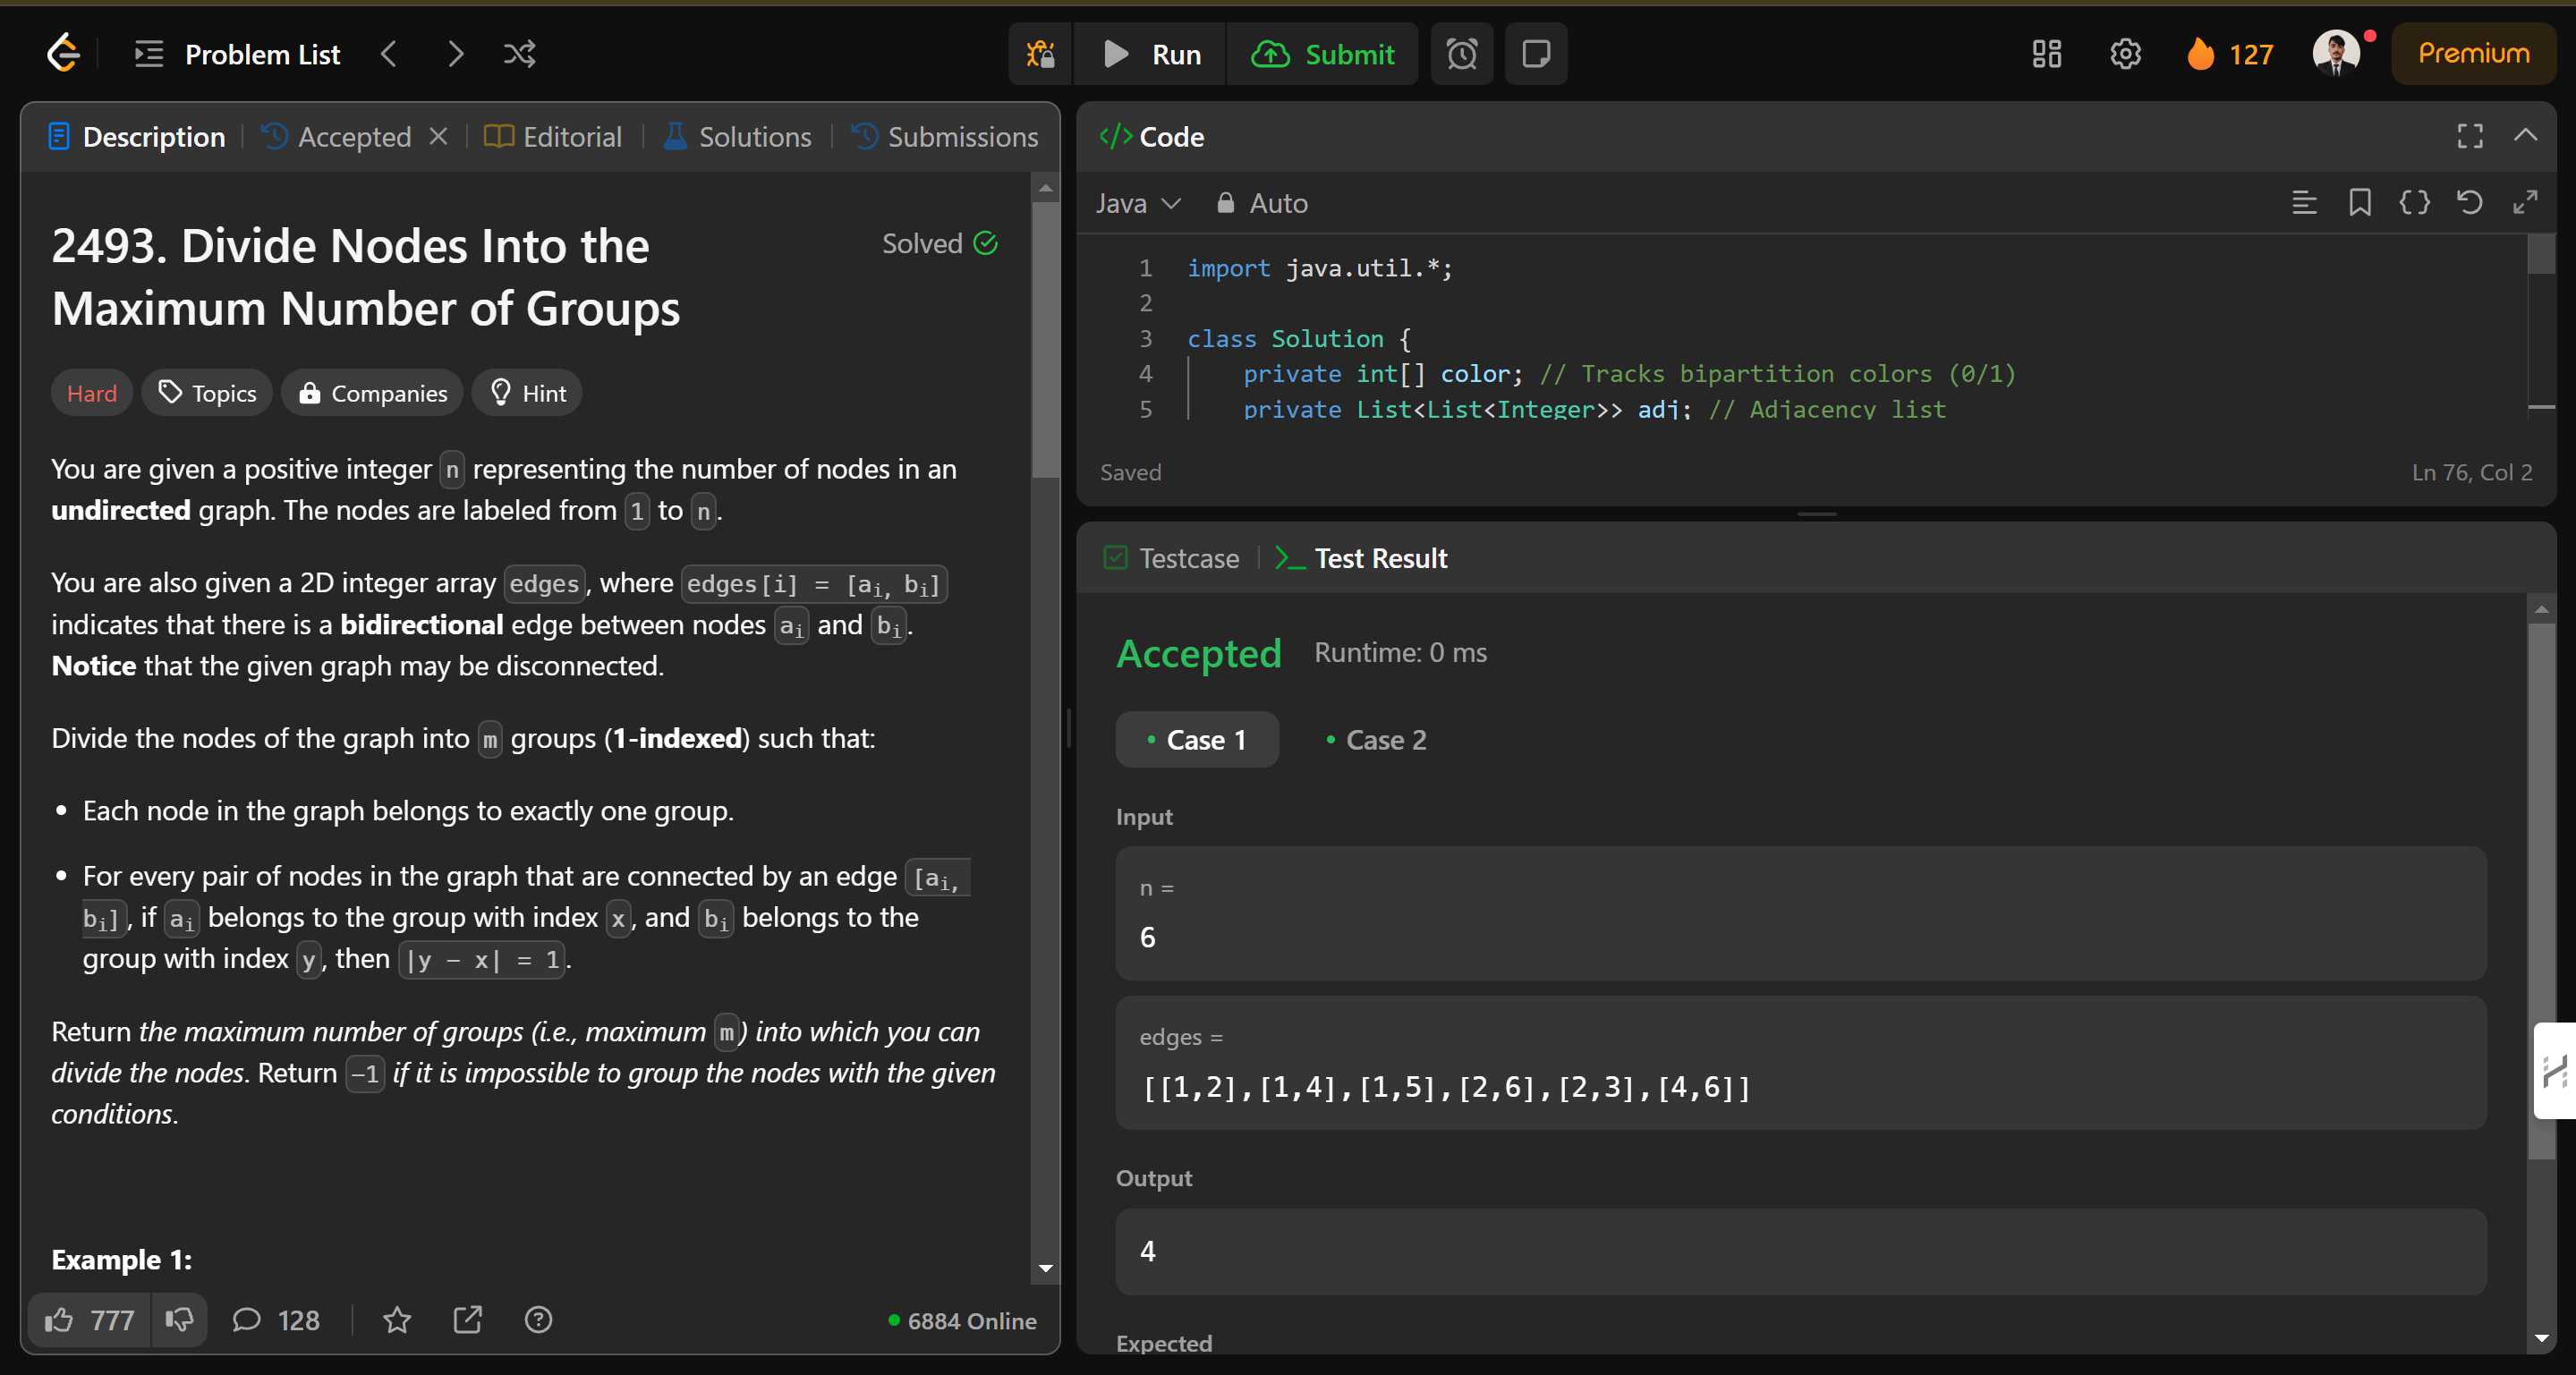 Problem List
Run
Submit
127
Premium
Description
Accepted
Editorial
Solutions
Submissions
2493. Divide Nodes Into the
Maximum Number of Groups
Solved
Hard
Topics
Companies
Hint
You are given a positive integer n representing the number of nodes in an
undirected graph. The nodes are labeled from 1 to n.
You are also given a 2D integer array edges, where edges[i] = [ai, bi]
indicates that there is a bidirectional edge between nodes ai and bi.
Notice that the given graph may be disconnected.
Divide the nodes of the graph into m groups (1-indexed) such that:
• Each node in the graph belongs to exactly one group.
• For every pair of nodes in the graph that are connected by an edge [ai,
bi], if ai belongs to the group with index x, and bi belongs to the
group with index y, then |y - x| = 1.
Return the maximum number of groups (i.e., maximum m) into which you can
divide the nodes. Return -1 if it is impossible to group the nodes with the given
conditions.
Example 1:
777
128
6884 Online
</> Code
Java
Auto
1 import java.util.*;
2
3 class Solution {
4 private int[] color; // Tracks bipartition colors (0/1)
5 private List<List<Integer>> adj; // Adjacency list
Saved
Ln 76, Col 2
Testcase
>_ Test Result
Accepted
Runtime: 0 ms
• Case 1
• Case 2
Input
n =
6
edges =
[[1,2],[1,4],[1,5],[2,6],[2,3],[4,6]]
Output
4
Expected